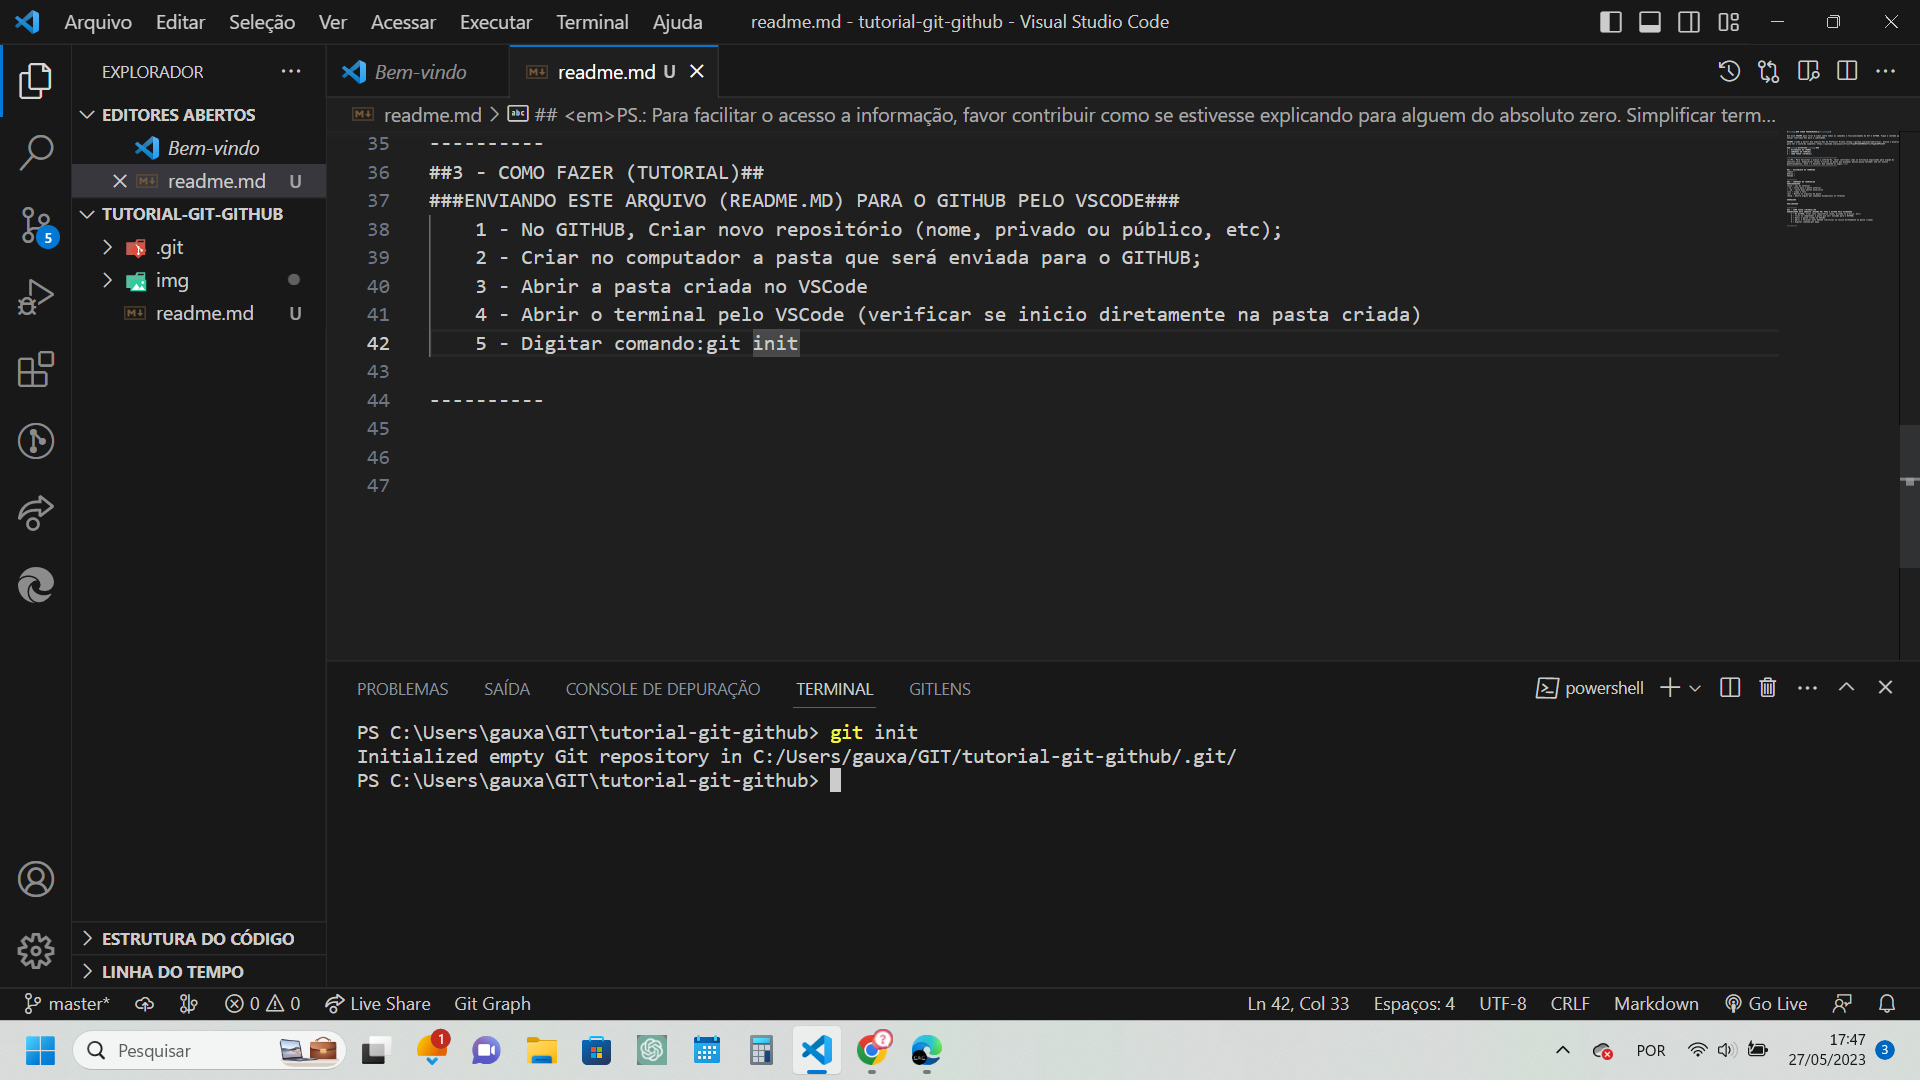 Arquivo Editar Seleção Ver Acessar Executar Terminal Ajuda readme.md - tutorial-git-github - Visual Studio Code
EXPLORADOR
Bem-vindo
readme.md U
EDITORES ABERTOS
Bem-vindo
readme.md U
TUTORIAL-GIT-GITHUB
.git
img
readme.md U
5
readme.md > ## <em>PS.: Para facilitar o acesso a informação, favor contribuir como se estivesse explicando para alguem do absoluto zero. Simplificar term...
35 ----------
36 ##3 - COMO FAZER (TUTORIAL)##
37 ###ENVIANDO ESTE ARQUIVO (README.MD) PARA O GITHUB PELO VSCODE###
38 1 - No GITHUB, Criar novo repositório (nome, privado ou público, etc);
39 2 - Criar no computador a pasta que será enviada para o GITHUB;
40 3 - Abrir a pasta criada no VSCode
41 4 - Abrir o terminal pelo VSCode (verificar se inicio diretamente na pasta criada)
42 5 - Digitar comando:git init
43
44 ----------
45
46
47
PROBLEMAS SAÍDA CONSOLE DE DEPURAÇÃO TERMINAL GITLENS powershell
PS C:\Users\gauxa\GIT\tutorial-git-github> git init
Initialized empty Git repository in C:/Users/gauxa/GIT/tutorial-git-github/.git/
PS C:\Users\gauxa\GIT\tutorial-git-github>
ESTRUTURA DO CÓDIGO
LINHA DO TEMPO
master* 0 0 Live Share Git Graph Ln 42, Col 33 Espaços: 4 UTF-8 CRLF Markdown Go Live
Pesquisar 1 POR 17:47
27/05/2023 3